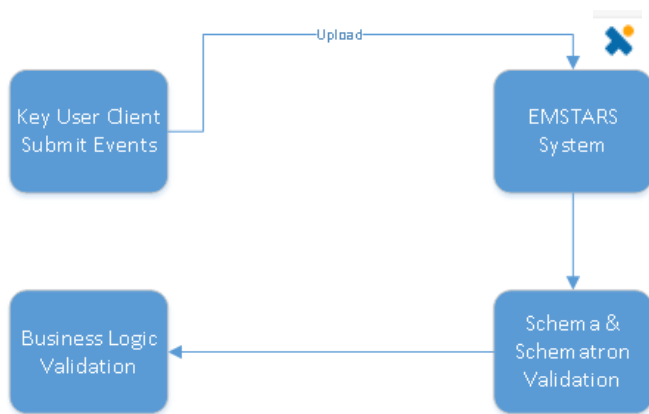 Upload
Key User Client
Submit Events
EMSTARS
System
Business Logic
Validation
Schema &
Schematron
Validation